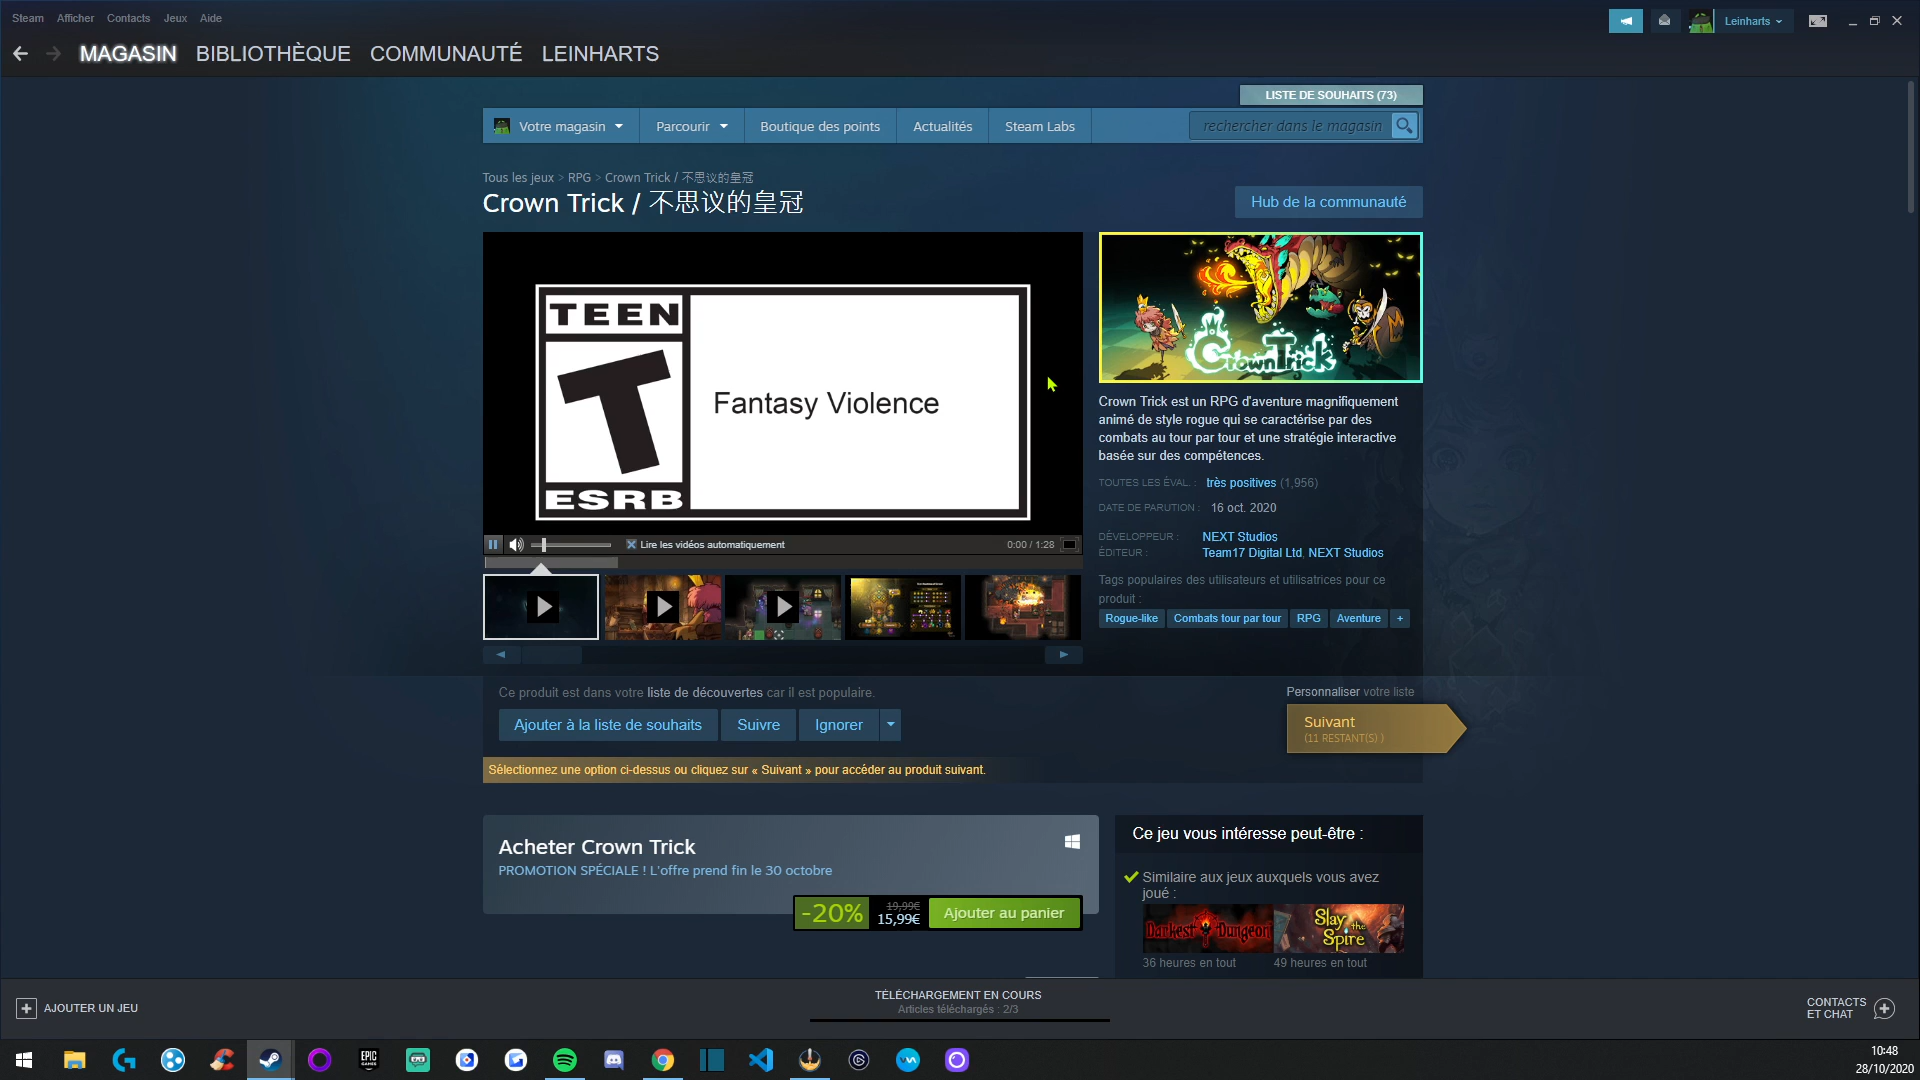 Steam Afficher Contacts Jeux Aide
Leinharts
MAGASIN BIBLIOTHÈQUE COMMUNAUTÉ LEINHARTS
LISTE DE SOUHAITS (73)
Votre magasin Parcourir Boutique des points Actualités Steam Labs rechercher dans le magasin
Tous les jeux > RPG > Crown Trick / 不思议的皇冠
Crown Trick / 不思议的皇冠
Hub de la communauté
TEEN
T
ESRB
Fantasy Violence
Lire les vidéos automatiquement
0:00 / 1:28
CrownTrick
Crown Trick est un RPG d'aventure magnifiquement
animé de style rogue qui se caractérise par des
combats au tour par tour et une stratégie interactive
basée sur des compétences.
TOUTES LES ÉVAL. : très positives (1,956)
DATE DE PARUTION : 16 oct. 2020
DÉVELOPPEUR : NEXT Studios
ÉDITEUR : Team17 Digital Ltd, NEXT Studios
Tags populaires des utilisateurs et utilisatrices pour ce
produit :
Rogue-like Combats tour par tour RPG Aventure +
Ce produit est dans votre liste de découvertes car il est populaire.
Ajouter à la liste de souhaits Suivre Ignorer
Personnaliser votre liste
Suivant
(11 RESTANT(S) )
Sélectionnez une option ci-dessus ou cliquez sur « Suivant » pour accéder au produit suivant.
Acheter Crown Trick
PROMOTION SPÉCIALE ! L'offre prend fin le 30 octobre
-20% 19,99€ 15,99€ Ajouter au panier
Ce jeu vous intéresse peut-être :
Similaire aux jeux auxquels vous avez
joué :
Darkest Dungeon
Slay the Spire
36 heures en tout 49 heures en tout
AJOUTER UN JEU
TÉLÉCHARGEMENT EN COURS
Articles téléchargés : 2/3
CONTACTS
ET CHAT
EPIC
GAMES
10:48
28/10/2020